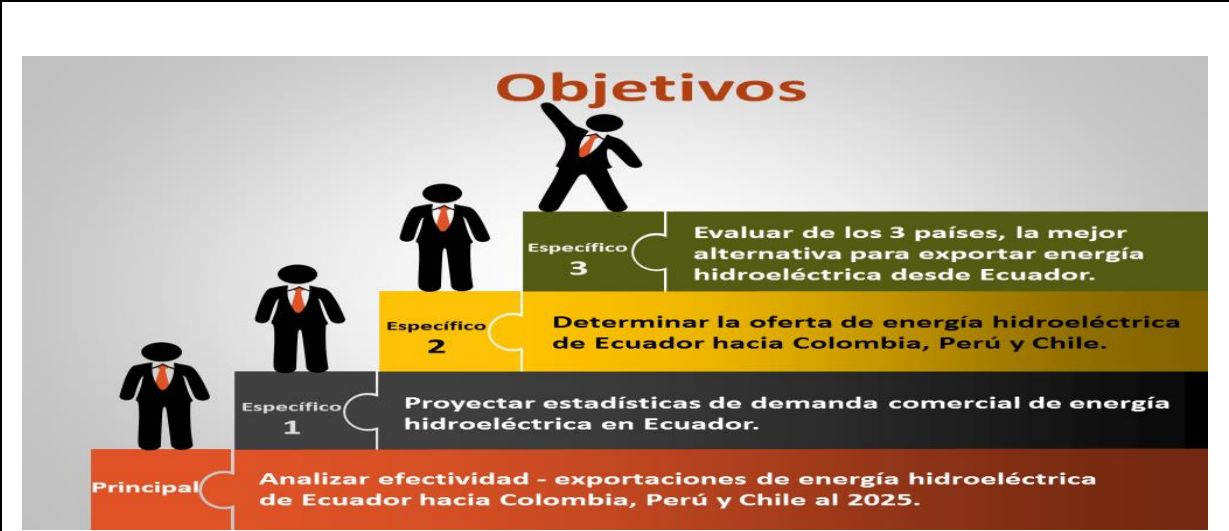 Objetivos
Específico
3
Evaluar de los 3 países, la mejor
alternativa para exportar energía
hidroeléctrica desde Ecuador.
Específico
2
Determinar la oferta de energía hidroeléctrica
de Ecuador hacia Colombia, Perú y Chile.
Específico
1
Proyectar estadísticas de demanda comercial de energía
hidroeléctrica en Ecuador.
Principal
Analizar efectividad - exportaciones de energía hidroeléctrica
de Ecuador hacia Colombia, Perú y Chile al 2025.